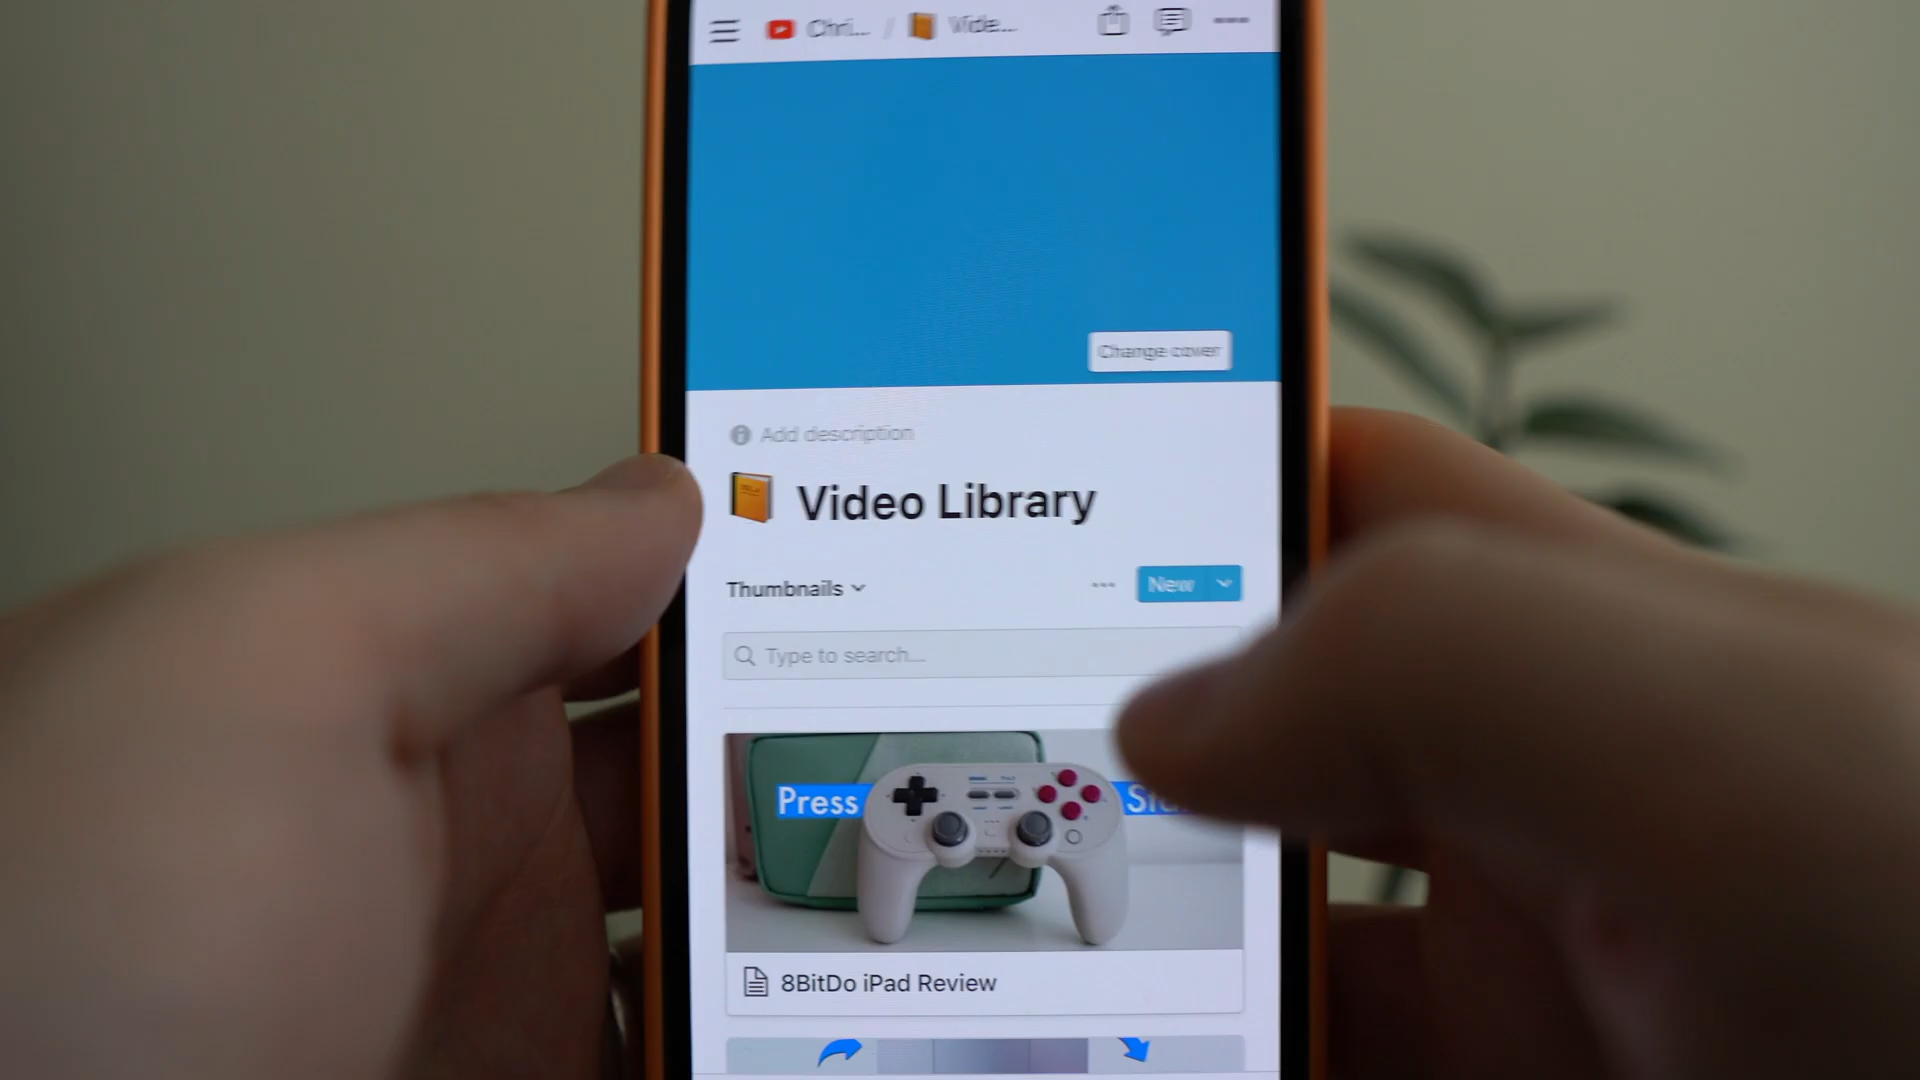 Chri... / Vide...
Change cover
Add description
Video Library
Thumbnails
New
Type to search...
Press
8BitDo iPad Review